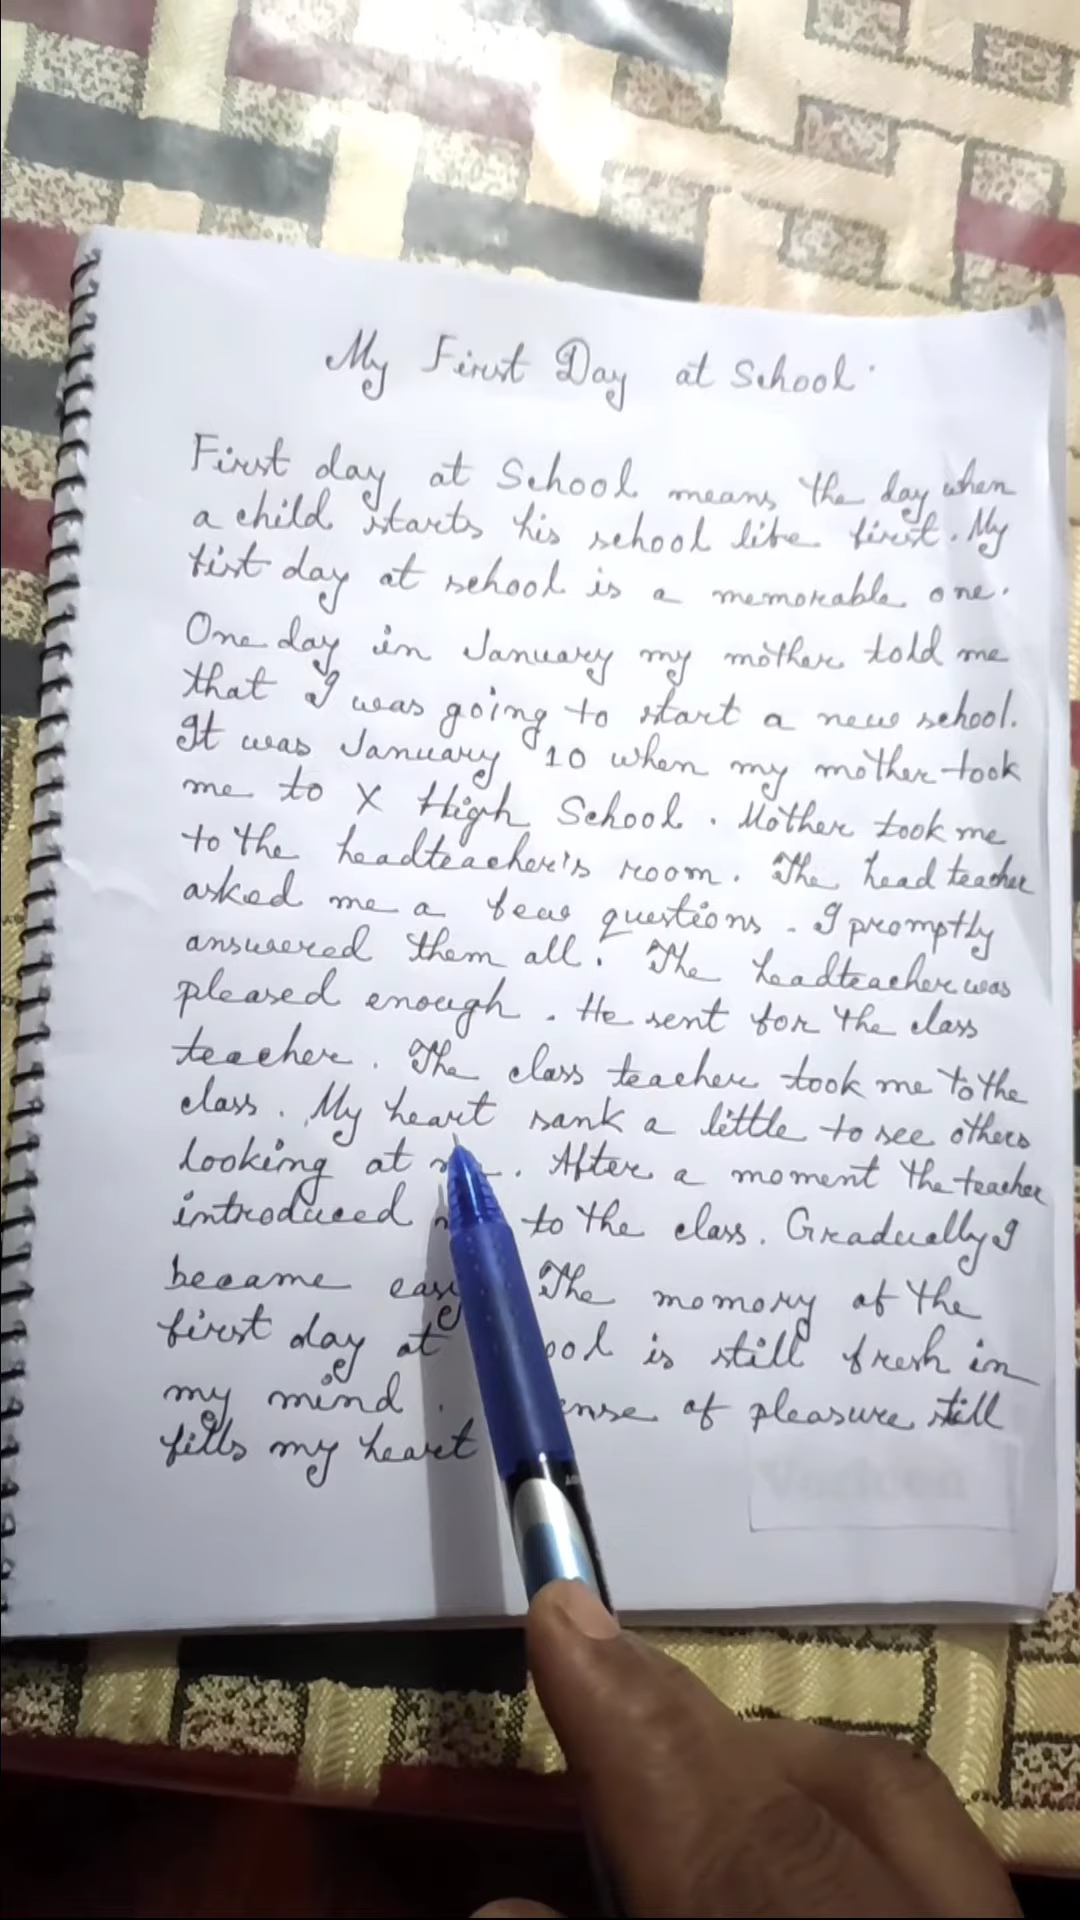 My First Day at School.
First day at School means the day when
a child starts his school life first. My
fist day at school is a memorable one.
One day in January my mother told me
that I was going to start a new school.
It was January 10 when my mother took
me to X High School. Mother took me
to the headteacher's room. The head teacher
asked me a few questions. I promptly
answered them all. The headteacher was
pleased enough. He sent for the class
teacher. The class teacher took me to the
class. My heart sank a little to see others
looking at. After a moment the teacher
introduced to the class. Gradually I
became easy The momory of the
first day at is still fresh in
my mind. of pleasure still
fills my heart